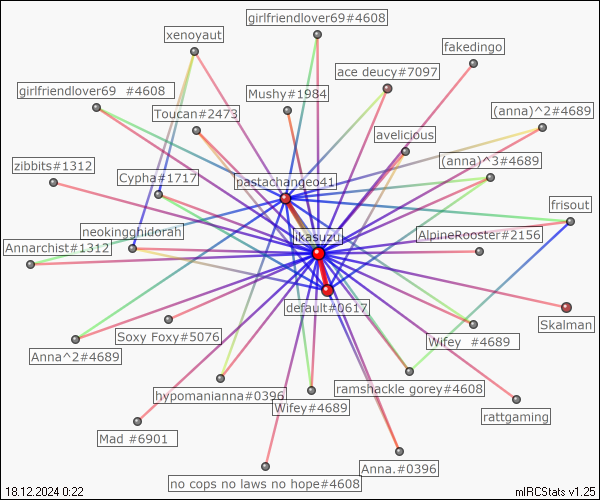 girlfriendlover69#4608
xenoyaut
fakedingo
ace deucy#7097
girlfriendlover69 #4608
Mushy#1984
(anna)^2#4689
Toucan#2473
avelicious
(anna)^3#4689
zibbits#1312
Cypha#1717
pastachangeo41
frisout
neokingghidorah
likasuzu
AlpineRooster#2156
Annarchist#1312
default#0617
Skalman
Soxy Foxy#5076
Wifey #4689
Anna^2#4689
hypomanianna#0396
ramshackle gorey#4608
Wifey#4689
rattgaming
Mad #6901
Anna.#0396
no cops no laws no hope#4608
18.12.2024 0:22
mIRCStats v1.25